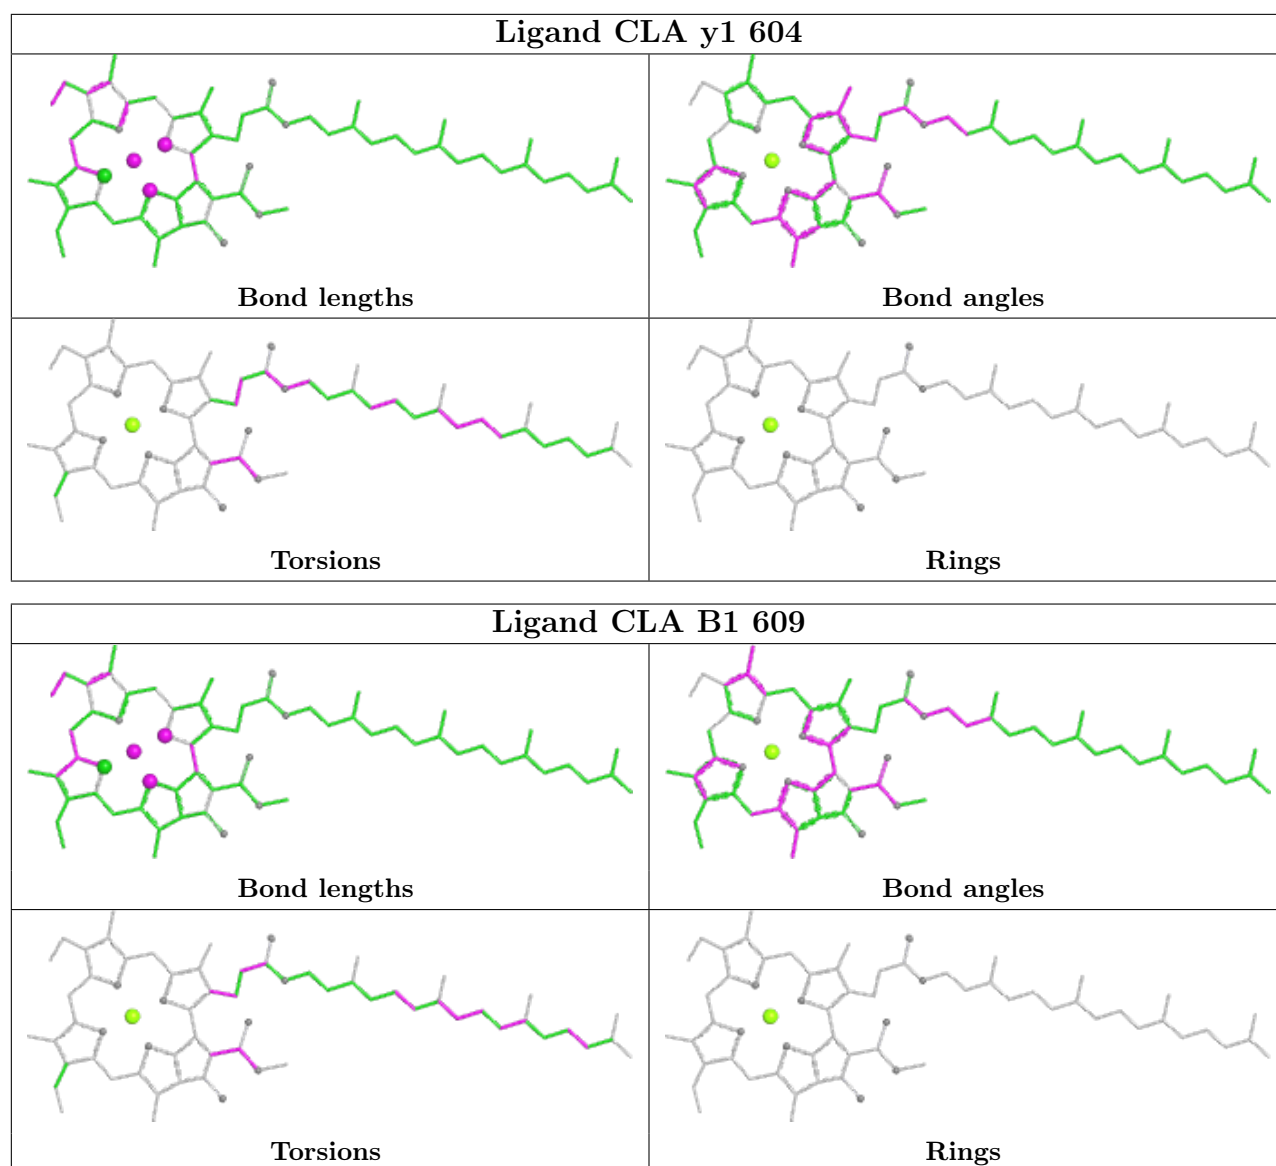 Ligand CLA y1 604
Bond lengths
Bond angles
Torsions
Rings
Ligand CLA B1 609
Bond lengths
Bond angles
Torsions
Rings